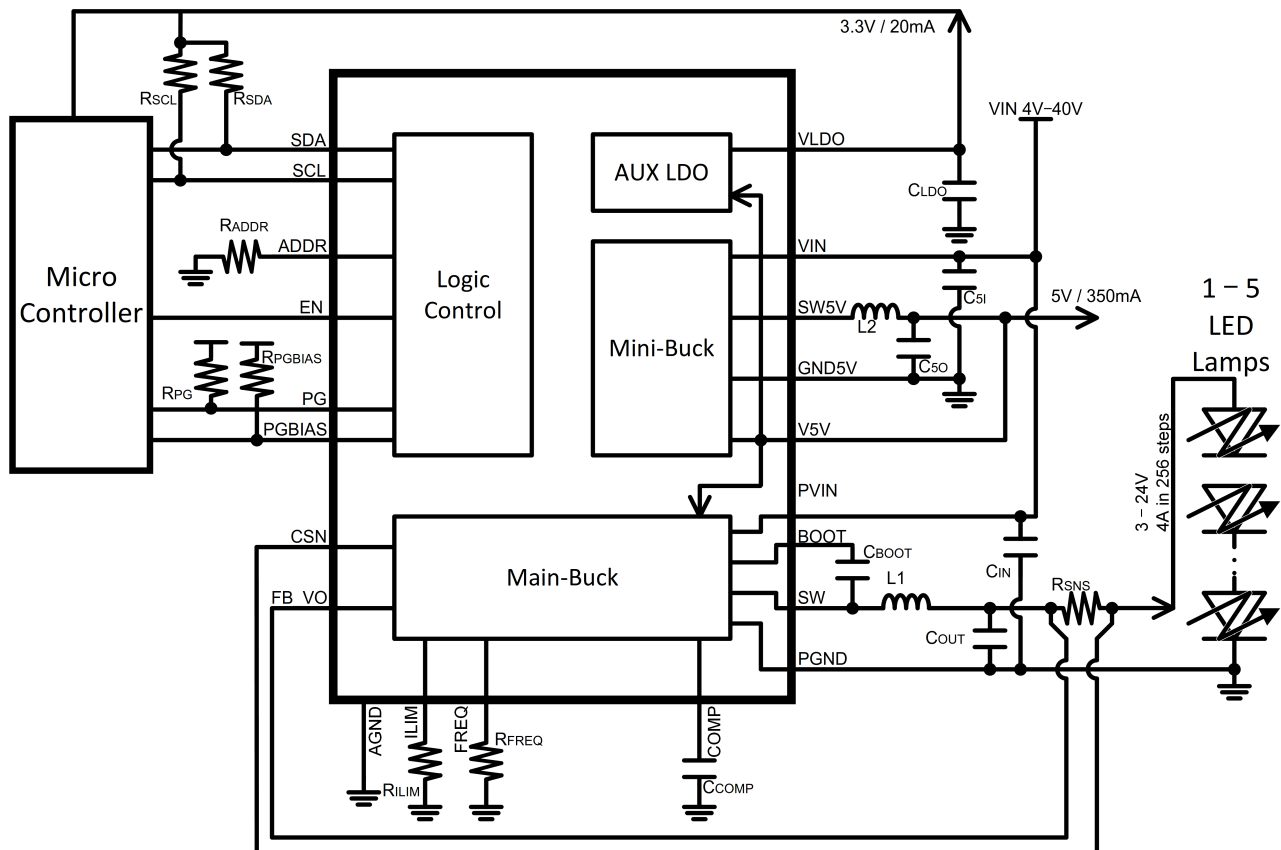 3.3V / 20mA
RSCL
RSDA
VIN 4V−40V
SDA
VLDO
SCL
AUX LDO
CLDO
RADDR
ADDR
VIN
Micro
Controller
Logic
Control
C5I
5V / 350mA
1 – 5
LED
Lamps
EN
SW5V
L2
Mini-Buck
C5O
RPGBIAS
GND5V
RPG
PG
PGBIAS
V5V
3 − 24V
4A in 256 steps
PVIN
CSN
BOOT
CBOOT
CIN
Main-Buck
L1
RSNS
FB VO
SW
COUT
PGND
AGND
ILIM
FREQ
COMP
RFREQ
RILIM
CCOMP